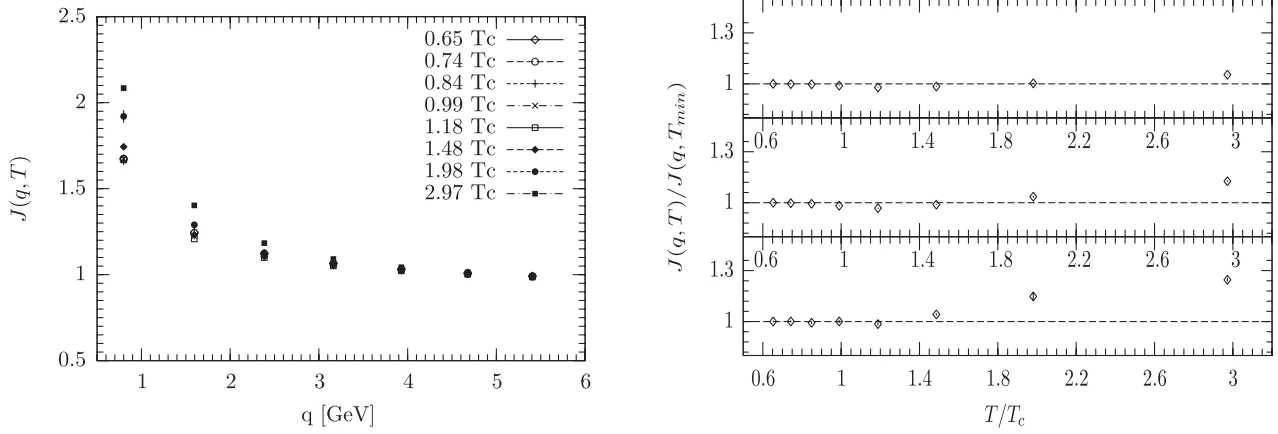 2.5
2
1.5
1
0.5
J(q, T)
0.65 Tc
0.74 Tc
0.84 Tc
0.99 Tc
1.18 Tc
1.48 Tc
1.98 Tc
2.97 Tc
1 2 3 4 5 6
q [GeV]
J(q, T)/J(q, T_min)
1.3
1
0.6 1 1.4 1.8 2.2 2.6 3
1.3
1
0.6 1 1.4 1.8 2.2 2.6 3
1.3
1
0.6 1 1.4 1.8 2.2 2.6 3
T/T_c